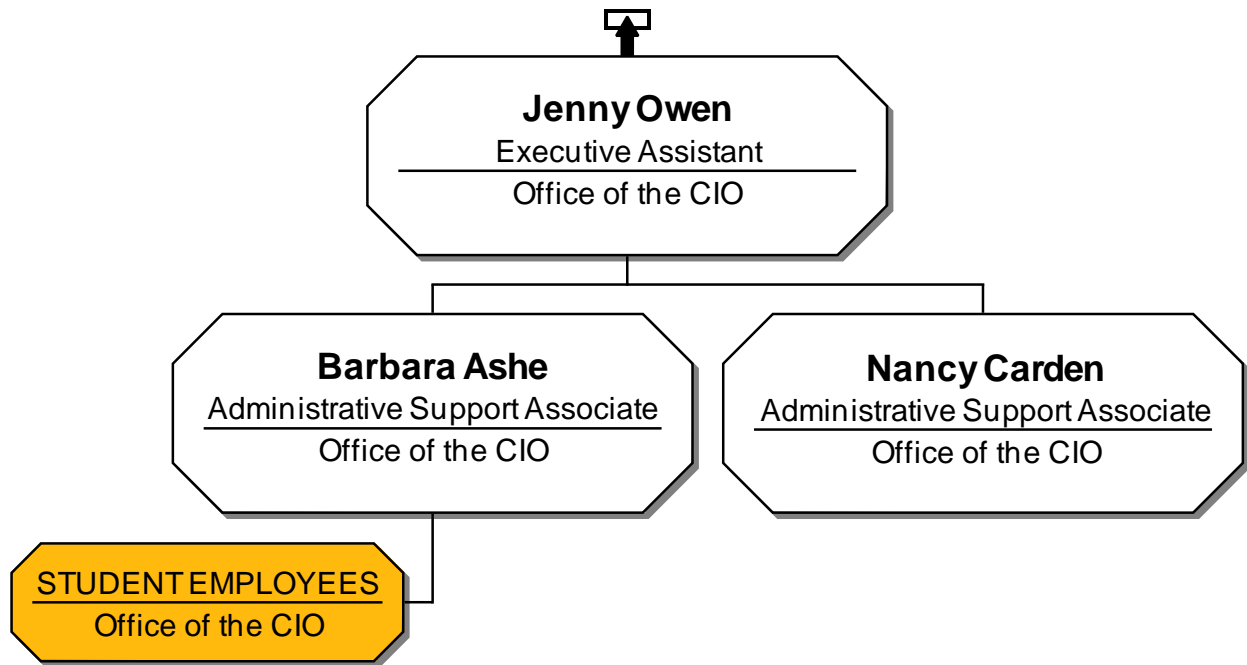 Jenny Owen
Executive Assistant
Office of the CIO
Barbara Ashe
Administrative Support Associate
Office of the CIO
Nancy Carden
Administrative Support Associate
Office of the CIO
STUDENT EMPLOYEES
Office of the CIO